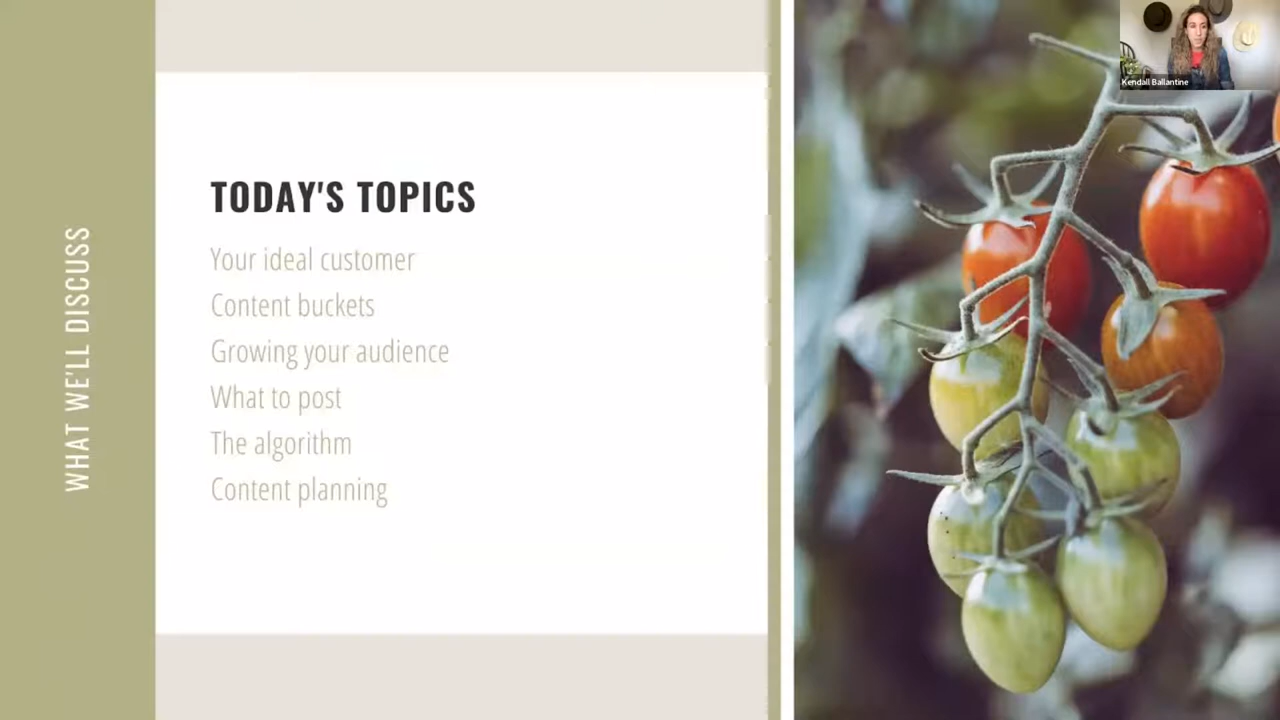 WHAT WE'LL DISCUSS
TODAY'S TOPICS
Your ideal customer
Content buckets
Growing your audience
What to post
The algorithm
Content planning
Kendall Ballantine